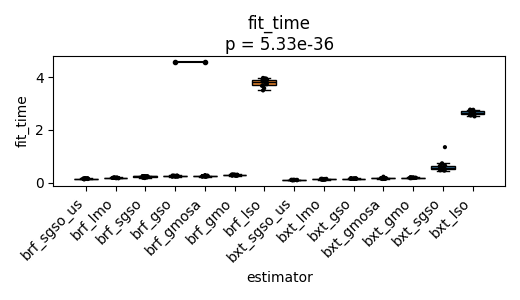 fit_time
p = 5.33e-36
fit_time
4
2
0
brf_sgso_us
brf_lmo
brf_sgso
brf_gso
brf_gmosa
brf_gmo
brf_lso
bxt_sgso_us
bxt_lmo
bxt_gso
bxt_gmosa
bxt_gmo
bxt_sgso
bxt_lso
estimator